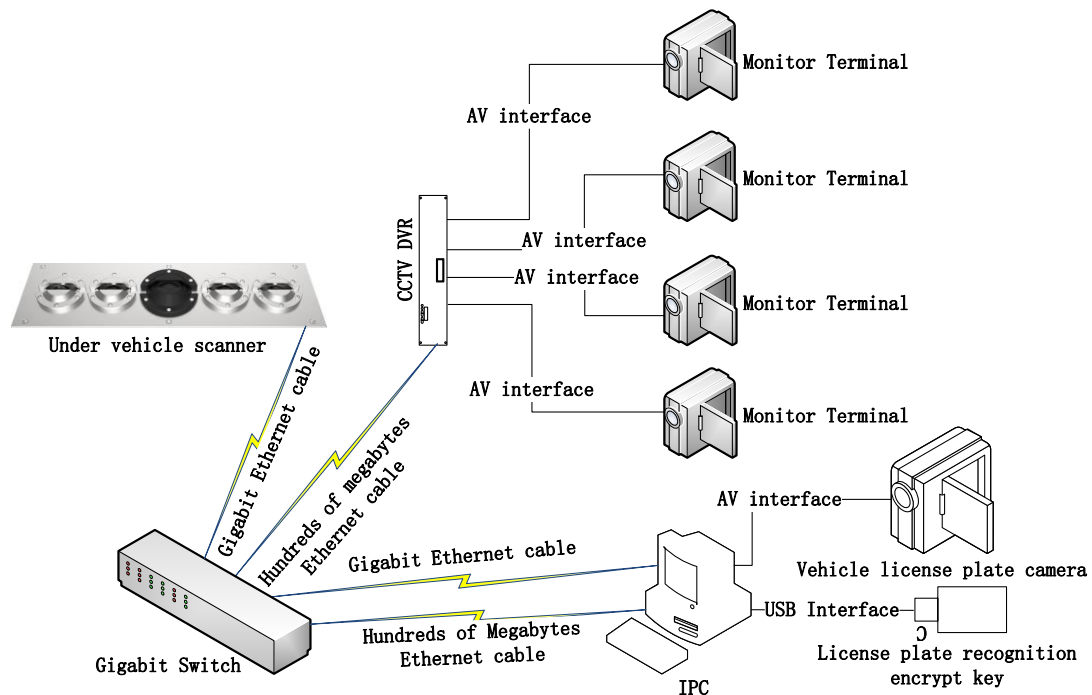 Monitor Terminal
AV interface
Monitor Terminal
CCTV DVR
AV interface
AV interface
Monitor Terminal
Under vehicle scanner
Gigabit Ethernet cable
AV interface
Monitor Terminal
Hundreds of megabytes
Ethernet cable
AV interface
Gigabit Ethernet cable
Vehicle license plate camera
USB Interface
Hundreds of Megabytes
Ethernet cable
Gigabit Switch
License plate recognition
encrypt key
IPC